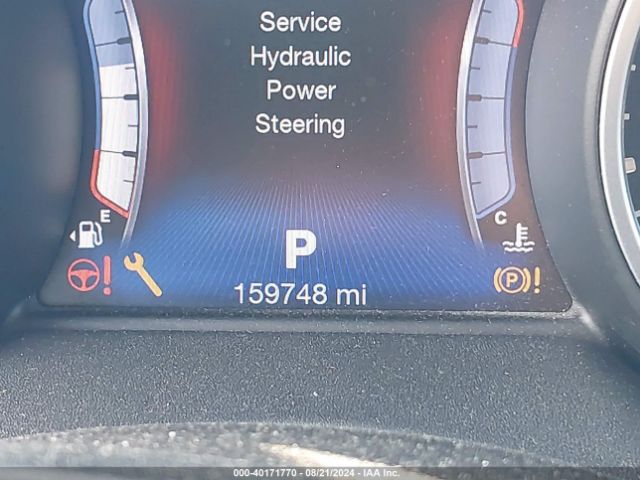 Service
Hydraulic
Power
Steering
E
C
P
!
(P)!
159748 mi
000-40171770 - 08/21/2024 - IAA Inc.